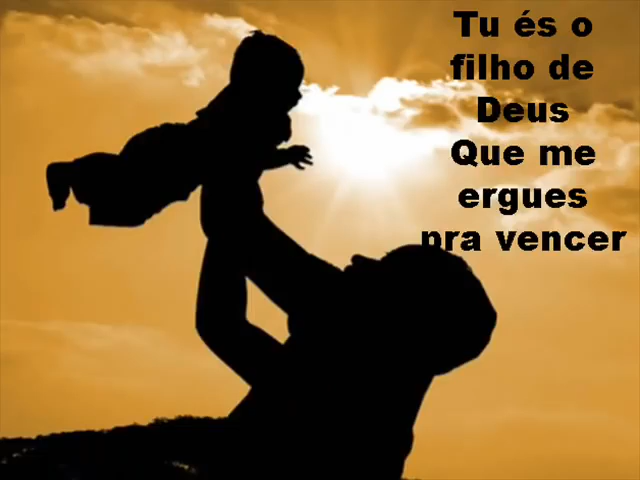 Tu és o
filho de
Deus
Que me
ergues
pra vencer